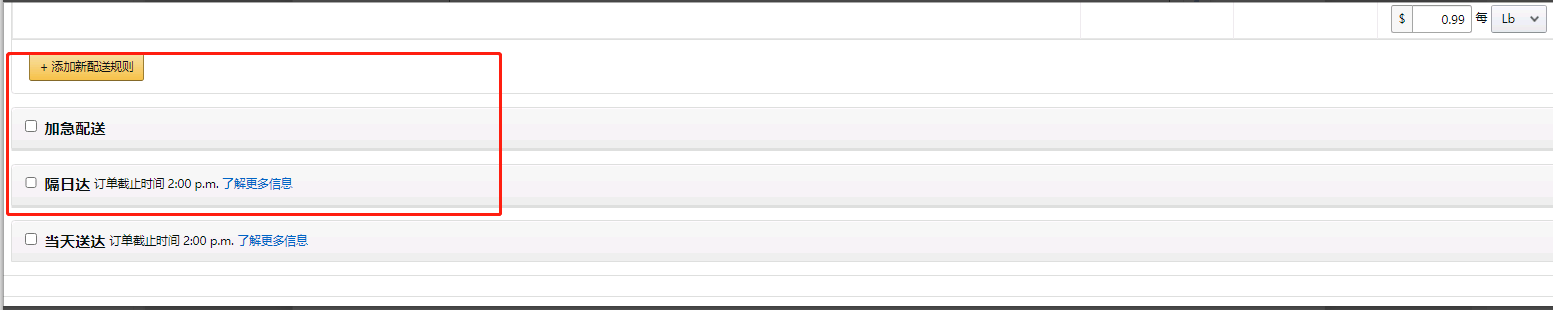 $ 0.99 每 Lb
+ 添加新配送规则
加急配送
隔日达 订单截止时间 2:00 p.m. 了解更多信息
当天送达 订单截止时间 2:00 p.m. 了解更多信息